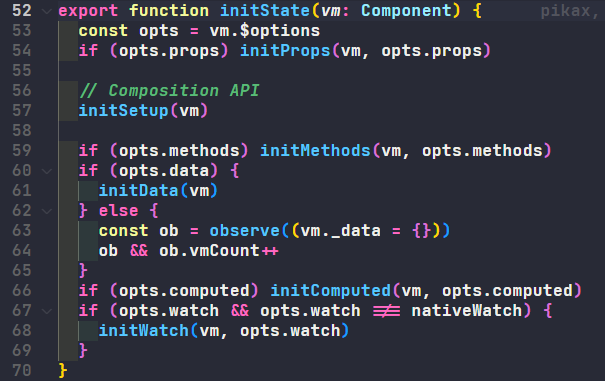 52 export function initState(vm: Component) { pikax,
53 const opts = vm.$options
54 if (opts.props) initProps(vm, opts.props)
55
56 // Composition API
57 initSetup(vm)
58
59 if (opts.methods) initMethods(vm, opts.methods)
60 if (opts.data) {
61 initData(vm)
62 } else {
63 const ob = observe((vm._data = {}))
64 ob && ob.vmCount++
65 }
66 if (opts.computed) initComputed(vm, opts.computed)
67 if (opts.watch && opts.watch !== nativeWatch) {
68 initWatch(vm, opts.watch)
69 }
70 }